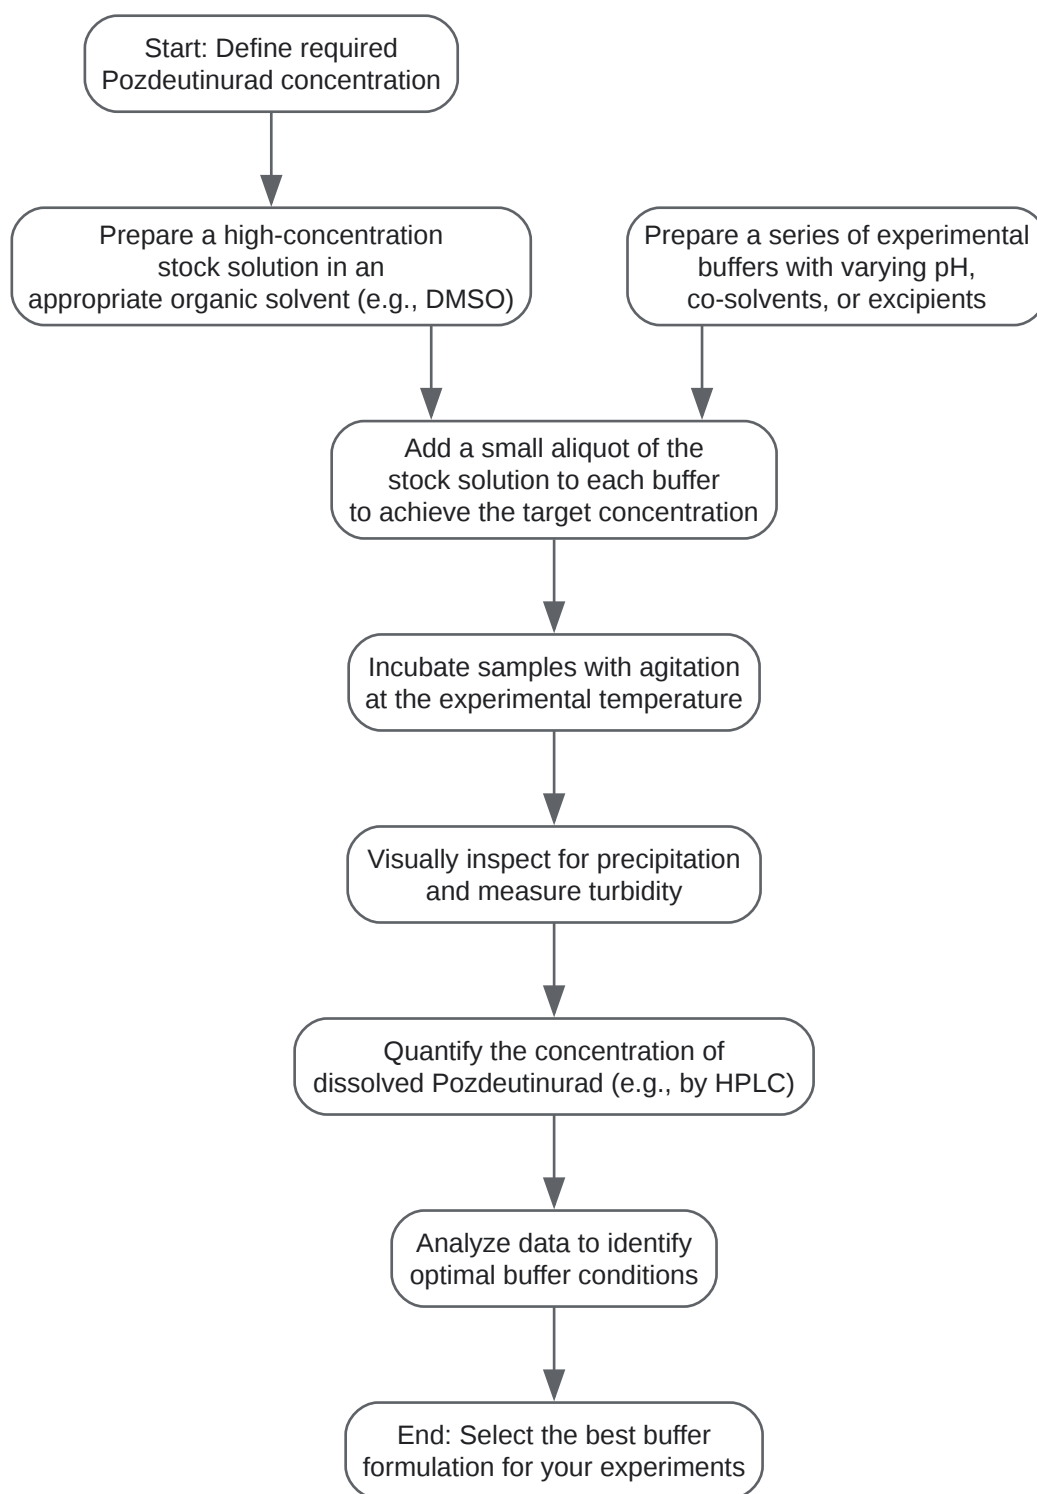 Start: Define required
Pozdeutinurad concentration
Prepare a high-concentration
stock solution in an
appropriate organic solvent (e.g., DMSO)
Prepare a series of experimental
buffers with varying pH,
co-solvents, or excipients
Add a small aliquot of the
stock solution to each buffer
to achieve the target concentration
Incubate samples with agitation
at the experimental temperature
Visually inspect for precipitation
and measure turbidity
Quantify the concentration of
dissolved Pozdeutinurad (e.g., by HPLC)
Analyze data to identify
optimal buffer conditions
End: Select the best buffer
formulation for your experiments